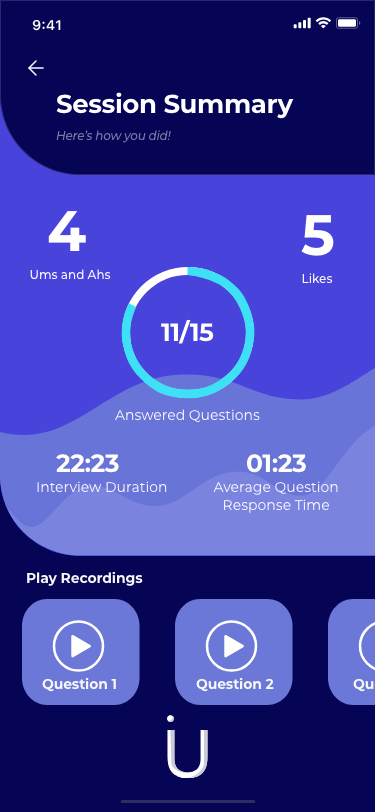 9:41
Session Summary
Here's how you did!
4
Ums and Ahs
5
Likes
11/15
Answered Questions
22:23
Interview Duration
01:23
Average Question
Response Time
Play Recordings
Question 1
Question 2
Qu
iU